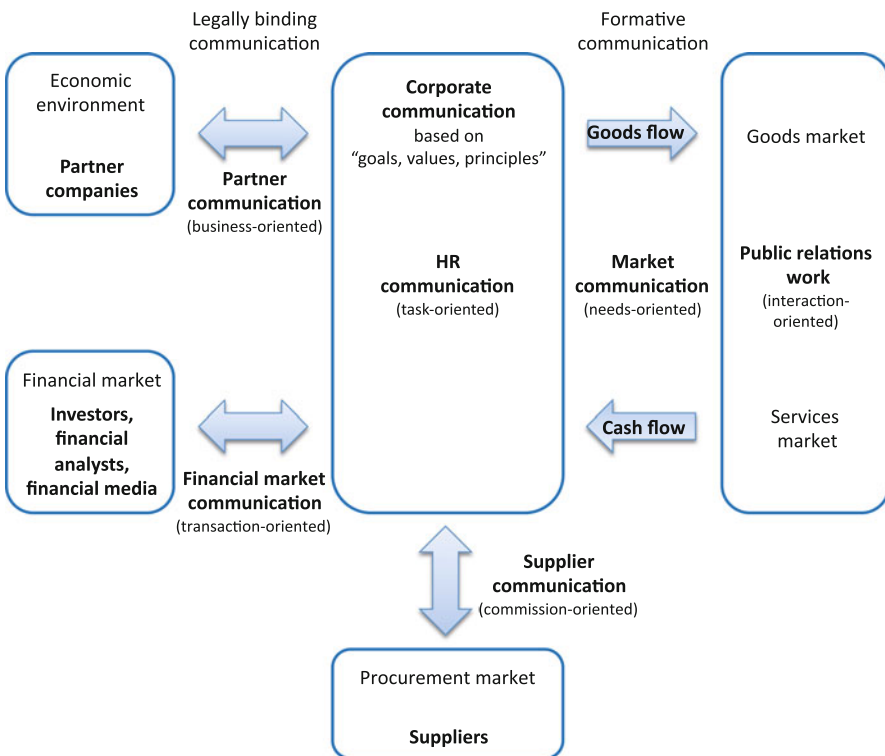 Legally binding
communication
Formative
communication
Economic
environment
Partner
companies
Partner
communication
(business-oriented)
Corporate
communication
based on
“goals, values, principles”
HR
communication
(task-oriented)
Goods flow
Market
communication
(needs-oriented)
Cash flow
Goods market
Public relations
work
(interaction-
oriented)
Services
market
Financial market
Investors,
financial
analysts,
financial media
Financial market
communication
(transaction-oriented)
Supplier
communication
(commission-oriented)
Procurement market
Suppliers